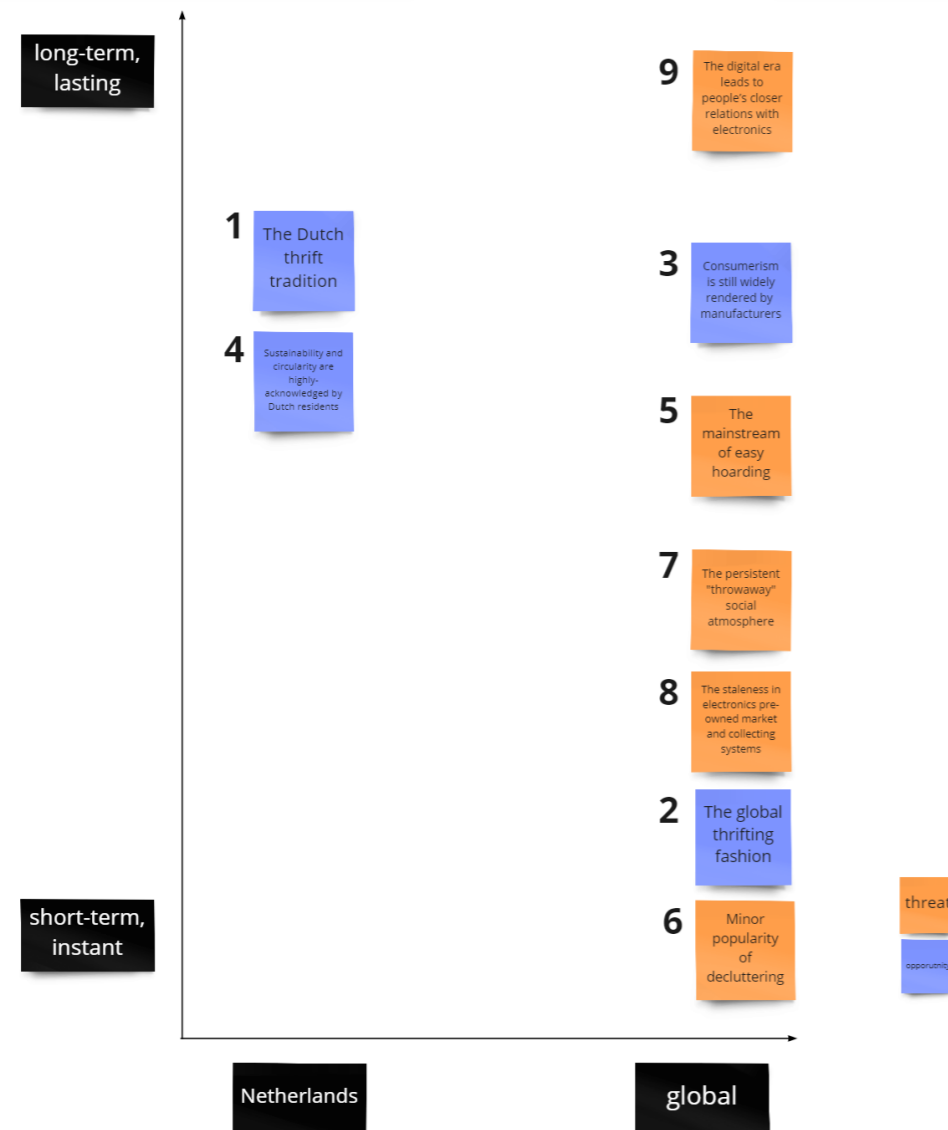 long-term,
lasting
9
The digital era
leads to
people's closer
relations with
electronics
1
The Dutch
thrift
tradition
3
Consumerism
is still widely
rendered by
manufacturers
4
Sustainability and
circularity are
highly-
acknowledged by
Dutch residents
5
The
mainstream
of easy
hoarding
7
The persistent
"throwaway"
social
atmosphere
8
The staleness in
electronics pre-
owned market
and collecting
systems
2
The global
thrifting
fashion
short-term,
instant
6
Minor
popularity
of
decluttering
threat
opporutnity
Netherlands
global